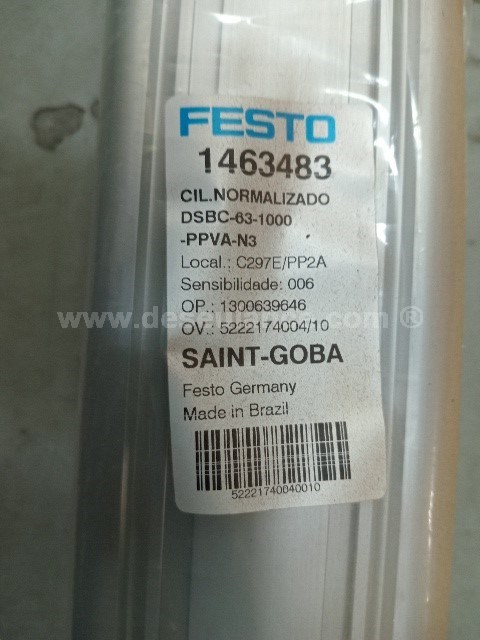 FESTO
1463483
CIL.NORMALIZADO
DSBC-63-1000
-PPVA-N3
Local.: C297E/PP2A
Sensibilidade: 006
OP.: 1300639646
OV.: 5222174004/10
SAINT-GOBA
Festo Germany
Made in Brazil
52221740040010